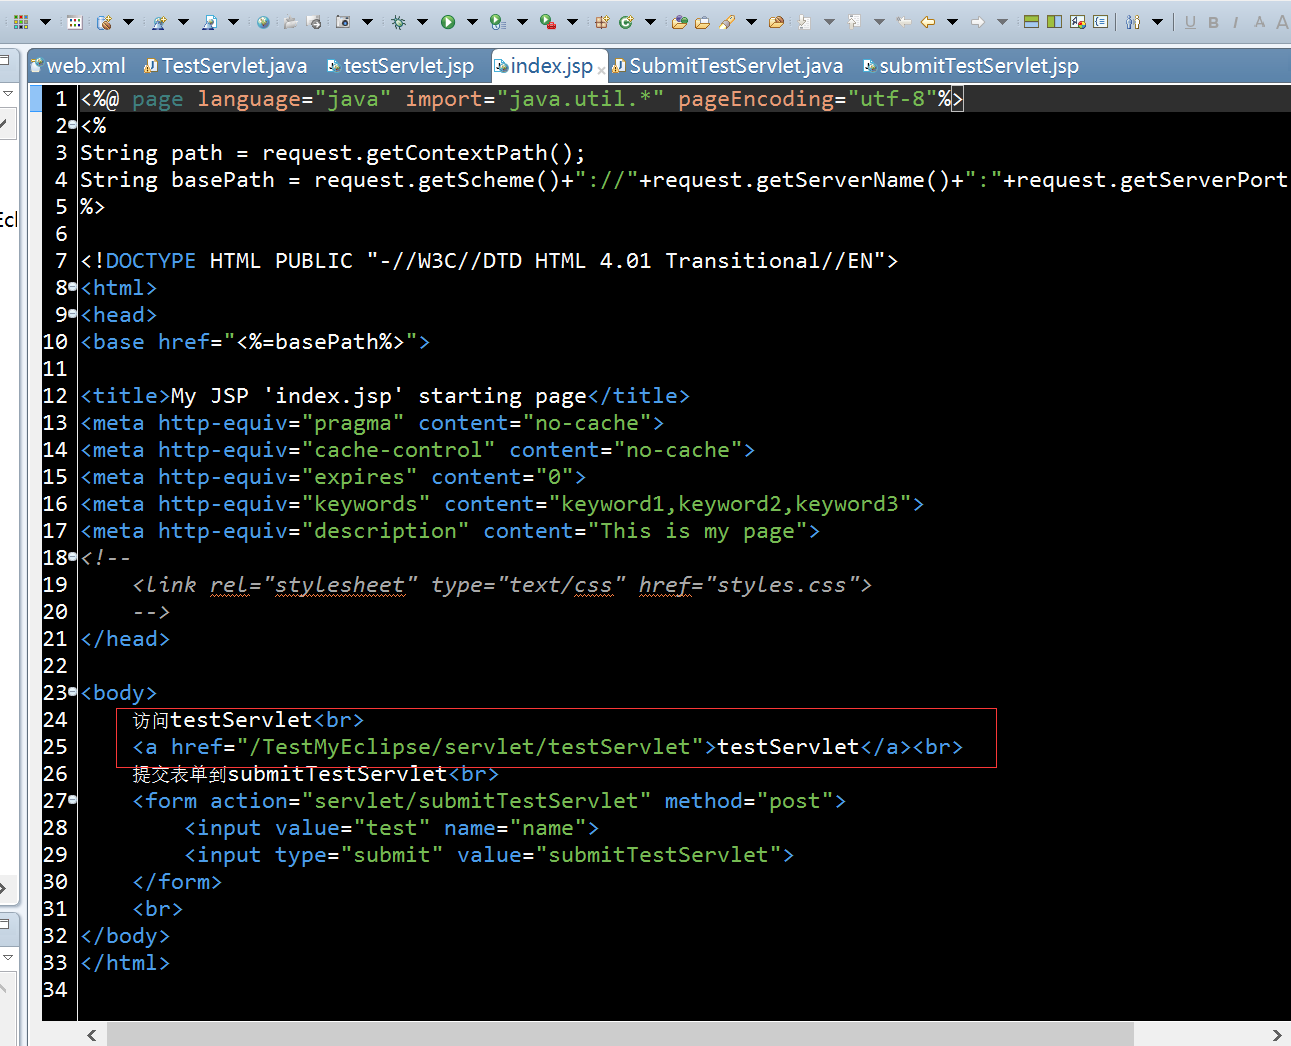 web.xml TestServlet.java testServlet.jsp index.jsp SubmitTestServlet.java submitTestServlet.jsp
1 <%@ page language="java" import="java.util.*" pageEncoding="utf-8"%>
2 <%
3 String path = request.getContextPath();
4 String basePath = request.getScheme()+"://"+request.getServerName()+":"+request.getServerPort
5 %>
6
7 <!DOCTYPE HTML PUBLIC "-//W3C//DTD HTML 4.01 Transitional//EN">
8 <html>
9 <head>
10 <base href="<%=basePath%>">
11
12 <title>My JSP 'index.jsp' starting page</title>
13 <meta http-equiv="pragma" content="no-cache">
14 <meta http-equiv="cache-control" content="no-cache">
15 <meta http-equiv="expires" content="0">
16 <meta http-equiv="keywords" content="keyword1,keyword2,keyword3">
17 <meta http-equiv="description" content="This is my page">
18 <!--
19 <link rel="stylesheet" type="text/css" href="styles.css">
20 -->
21 </head>
22
23 <body>
24 访问testServlet<br>
25 <a href="/TestMyEclipse/servlet/testServlet">testServlet</a><br>
26 提交表单到submitTestServlet<br>
27 <form action="servlet/submitTestServlet" method="post">
28 <input value="test" name="name">
29 <input type="submit" value="submitTestServlet">
30 </form>
31 <br>
32 </body>
33 </html>
34